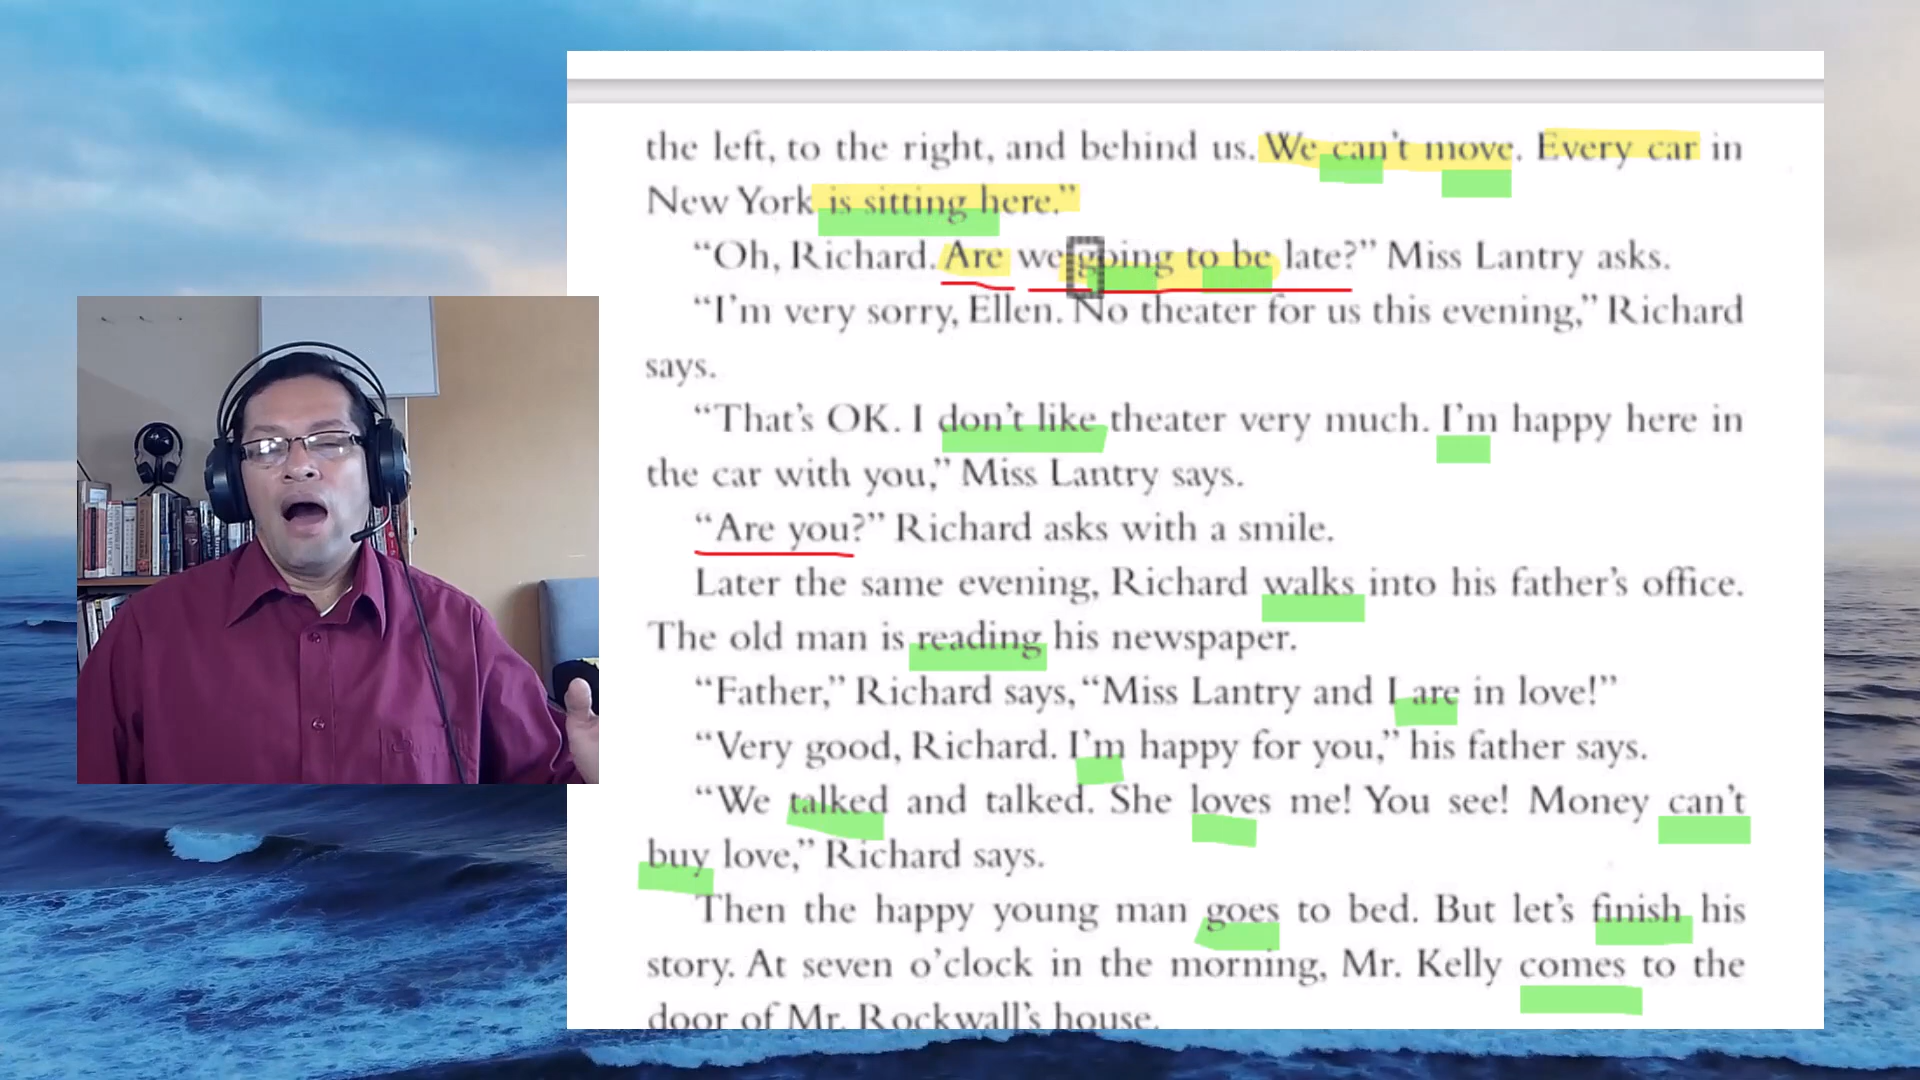 the left, to the right, and behind us. We can't move. Every car in
New York is sitting here."
"Oh, Richard. Are we going to be late?" Miss Lantry asks.
"I'm very sorry, Ellen. No theater for us this evening," Richard
says.
"That's OK. I don't like theater very much. I'm happy here in
the car with you," Miss Lantry says.
"Are you?" Richard asks with a smile.
Later the same evening, Richard walks into his father's office.
The old man is reading his newspaper.
"Father," Richard says, "Miss Lantry and I are in love!"
"Very good, Richard. I'm happy for you," his father says.
"We talked and talked. She loves me! You see! Money can't
buy love," Richard says.
Then the happy young man goes to bed. But let's finish his
story. At seven o'clock in the morning, Mr. Kelly comes to the
door of Mr. Rockwall's house.